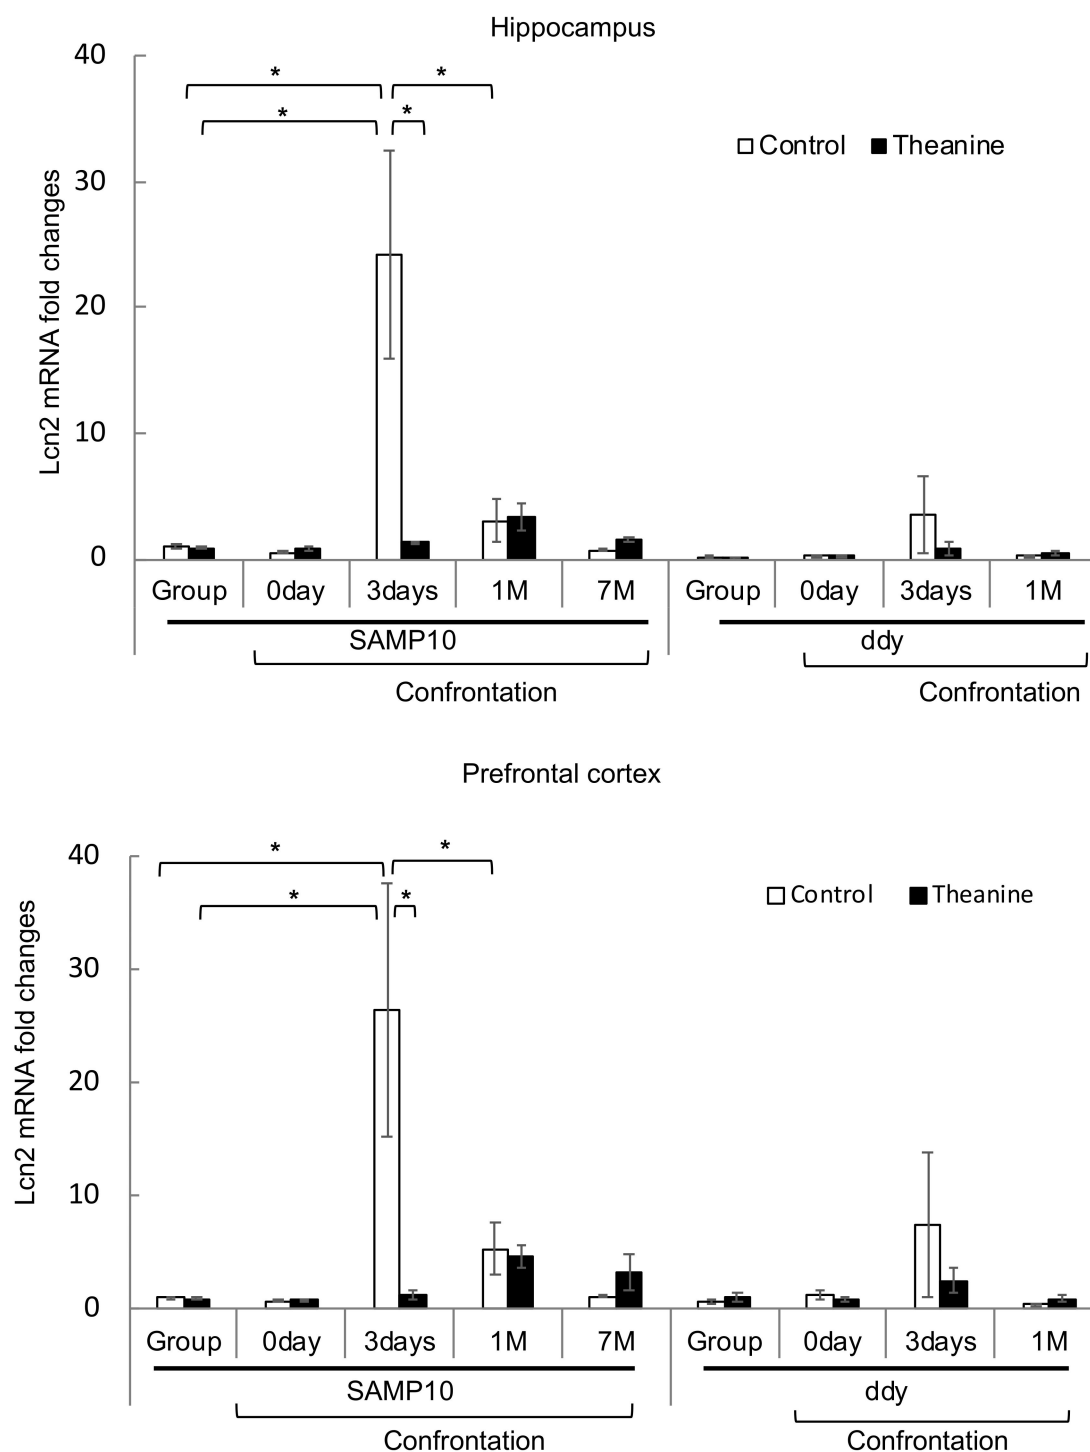 Hippocampus
40
* *
* *
Control Theanine
30
Lcn2 mRNA fold changes
20
10
0
Group 0day 3days 1M 7M Group 0day 3days 1M
SAMP10 ddy
Confrontation Confrontation
Prefrontal cortex
40
* *
* *
Control Theanine
30
Lcn2 mRNA fold changes
20
10
0
Group 0day 3days 1M 7M Group 0day 3days 1M
SAMP10 ddy
Confrontation Confrontation